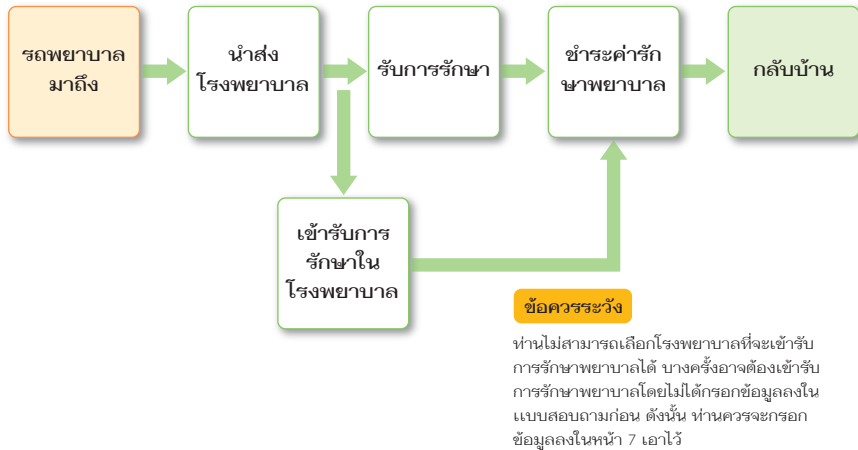 รถพยาบาล
มาถึง
นำส่ง
โรงพยาบาล
รับการรักษา
ชำระค่ารัก
ษาพยาบาล
กลับบ้าน
เข้ารับการ
รักษาใน
โรงพยาบาล
ข้อควรระวัง
ท่านไม่สามารถเลือกโรงพยาบาลที่จะเข้ารับ
การรักษาพยาบาลได้ บางครั้งอาจต้องเข้ารับ
การรักษาพยาบาลโดยไม่ได้กรอกข้อมูลลงใน
แบบสอบถามก่อน ดังนั้น ท่านควรจะกรอก
ข้อมูลลงในหน้า 7 เอาไว้